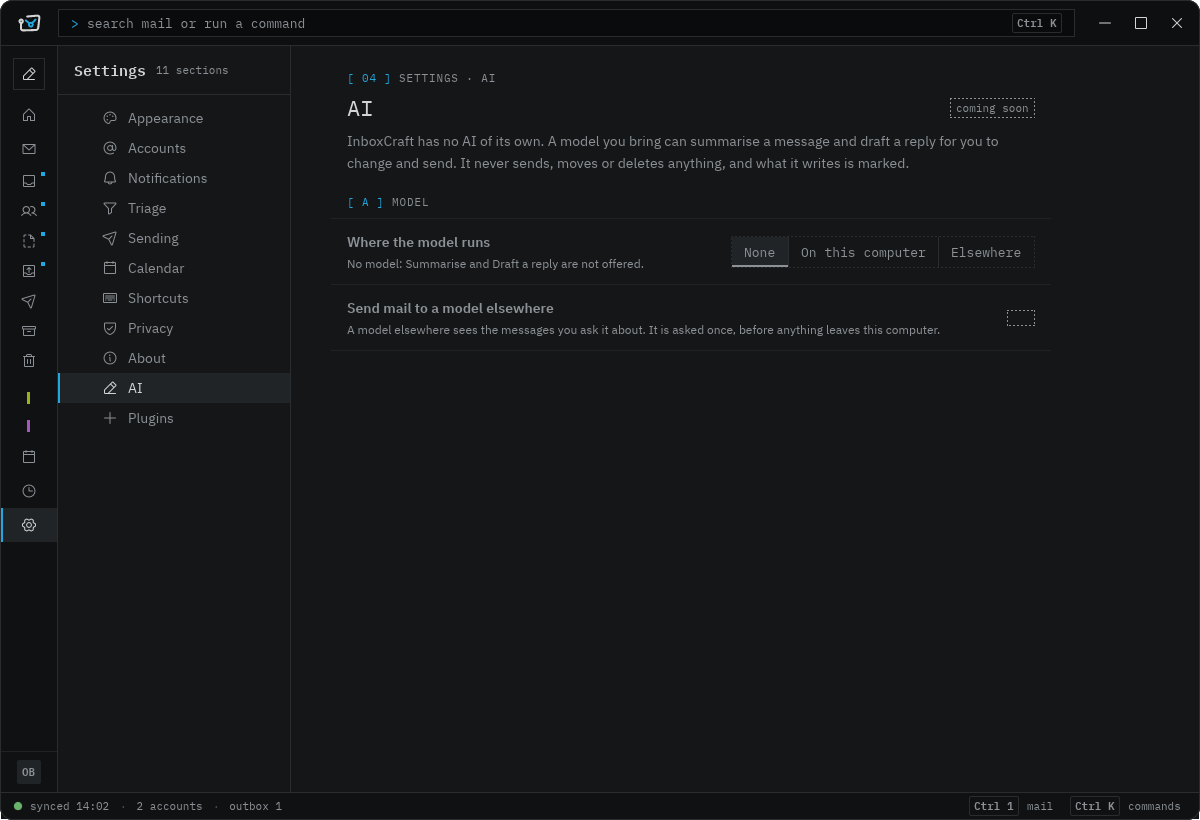 > search mail or run a command
Ctrl K
Settings 11 sections
Appearance
Accounts
Notifications
Triage
Sending
Calendar
Shortcuts
Privacy
About
AI
Plugins
[ 04 ] SETTINGS · AI
AI
coming soon
InboxCraft has no AI of its own. A model you bring can summarise a message and draft a reply for you to
change and send. It never sends, moves or deletes anything, and what it writes is marked.
[ A ] MODEL
Where the model runs
No model: Summarise and Draft a reply are not offered.
None On this computer Elsewhere
Send mail to a model elsewhere
A model elsewhere sees the messages you ask it about. It is asked once, before anything leaves this computer.
OB
synced 14:02 · 2 accounts · outbox 1
Ctrl 1 mail Ctrl K commands